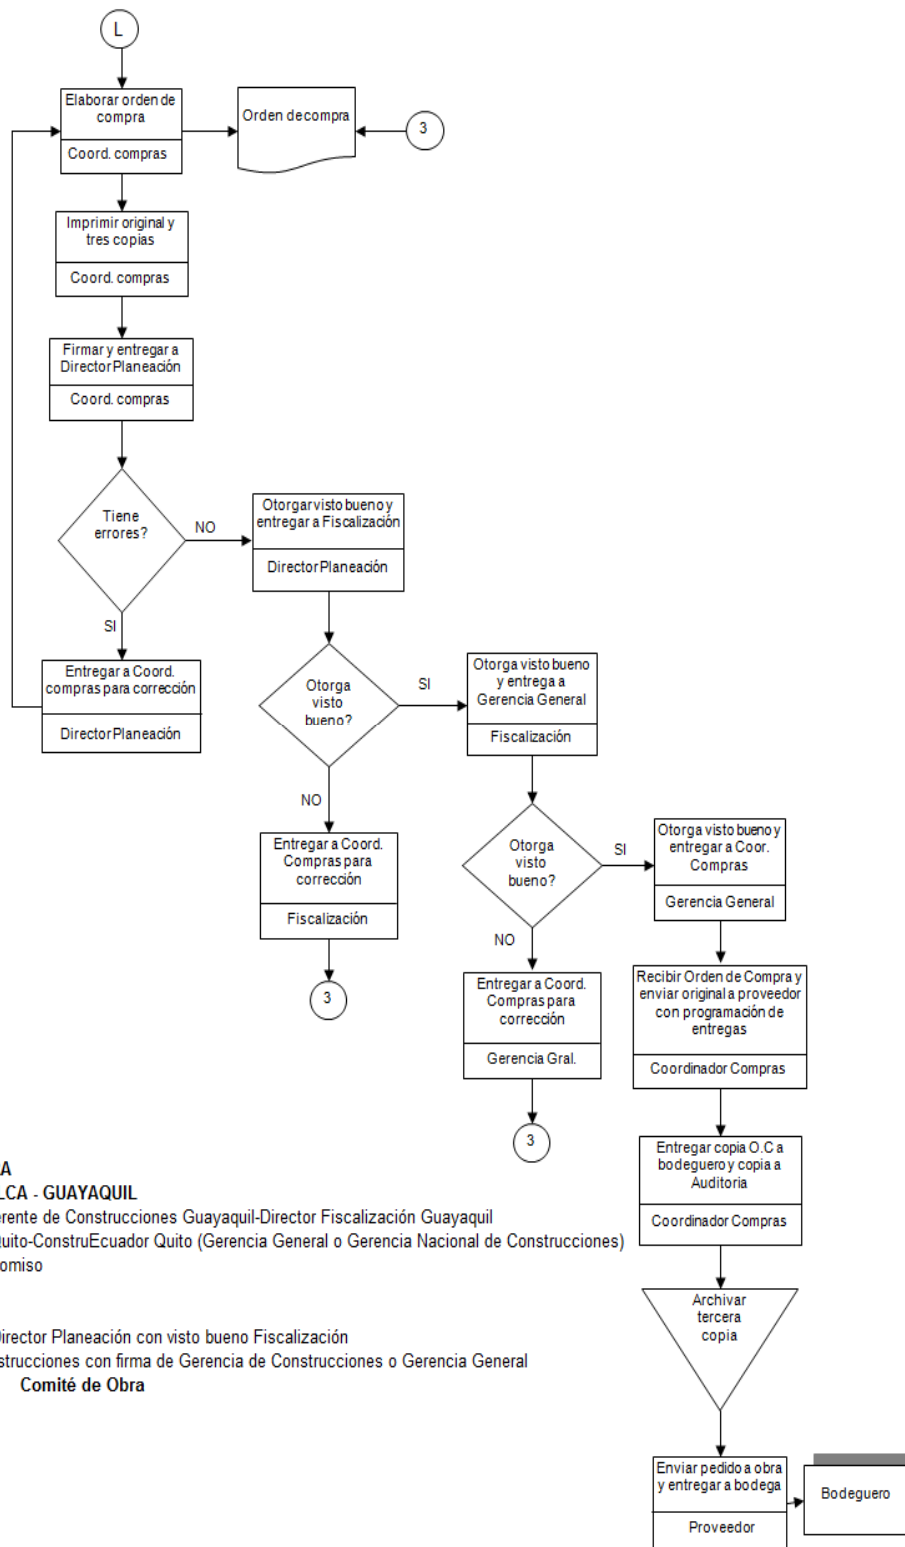 L
Elaborar orden de
compra
Coord. compras
Orden de compra
3
Imprimir original y
tres copias
Coord. compras
Firmar y entregar a
Director Planeación
Coord. compras
Tiene
errores?
NO
SI
Otorgar visto bueno y
entregar a Fiscalización
Director Planeación
Entregar a Coord.
compras para corrección
Director Planeación
Otorga
visto
bueno?
SI
NO
Otorga visto bueno
y entrega a
Gerencia General
Fiscalización
Entregar a Coord.
Compras para
corrección
Fiscalización
3
Otorga
visto
bueno?
SI
NO
Otorga visto bueno y
entregar a Coor.
Compras
Gerencia General
Entregar a Coord.
Compras para
corrección
Gerencia Gral.
3
Recibir Orden de Compra y
enviar original a proveedor
con programación de
entregas
Coordinador Compras
Entregar copia O.C a
bodeguero y copia a
Auditoria
Coordinador Compras
Archivar
tercera
copia
Enviar pedido a obra
y entregar a bodega
Proveedor
Bodeguero
LCA - GUAYAQUIL
erente de Construcciones Guayaquil-Director Fiscalización Guayaquil
uito-ConstruEcuador Quito (Gerencia General o Gerencia Nacional de Construcciones)
omiso
Director Planeación con visto bueno Fiscalización
strucciones con firma de Gerencia de Construcciones o Gerencia General
Comité de Obra